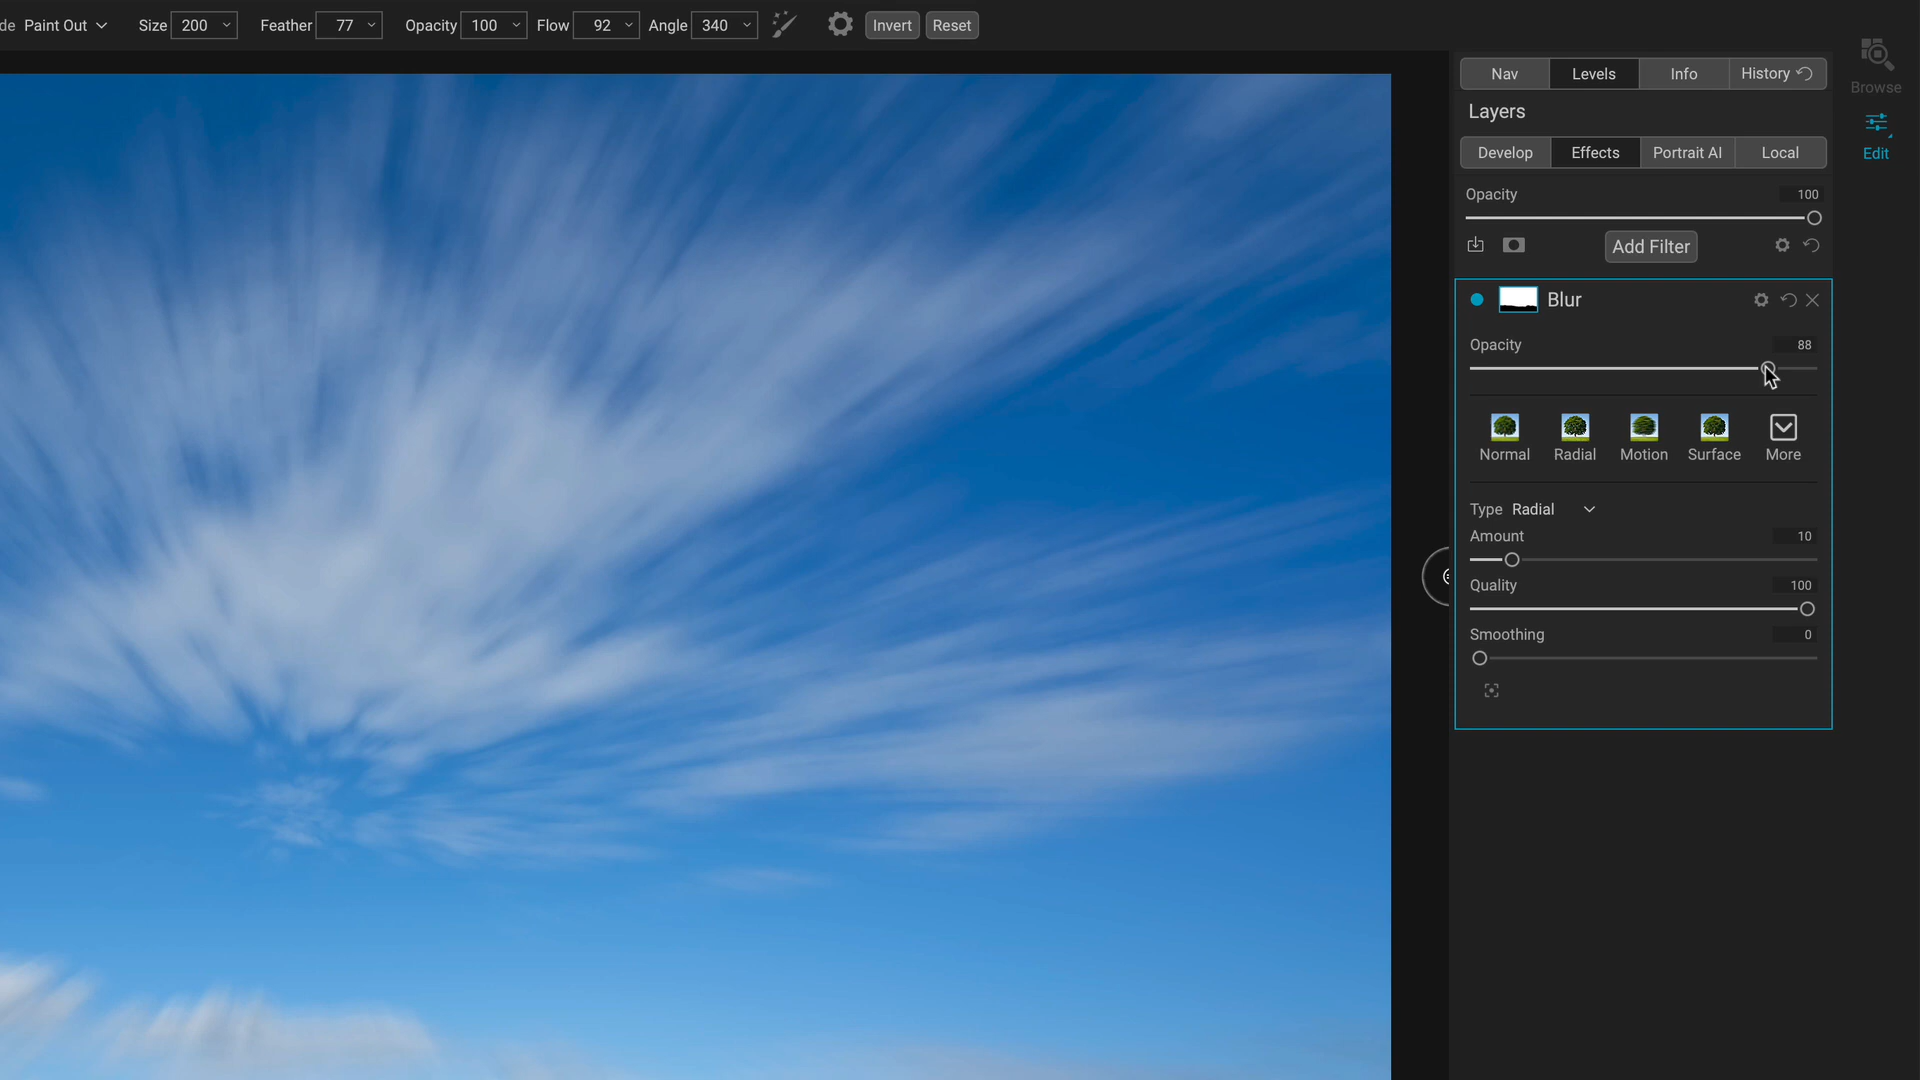 de Paint Out Size 200 Feather 77 Opacity 100 Flow 92 Angle 340 Invert Reset
Nav Levels Info History
Browse
Layers
Edit
Develop Effects Portrait AI Local
Opacity 100
Add Filter
Blur
Opacity 88
Normal Radial Motion Surface More
Type Radial
Amount 10
Quality 100
Smoothing 0